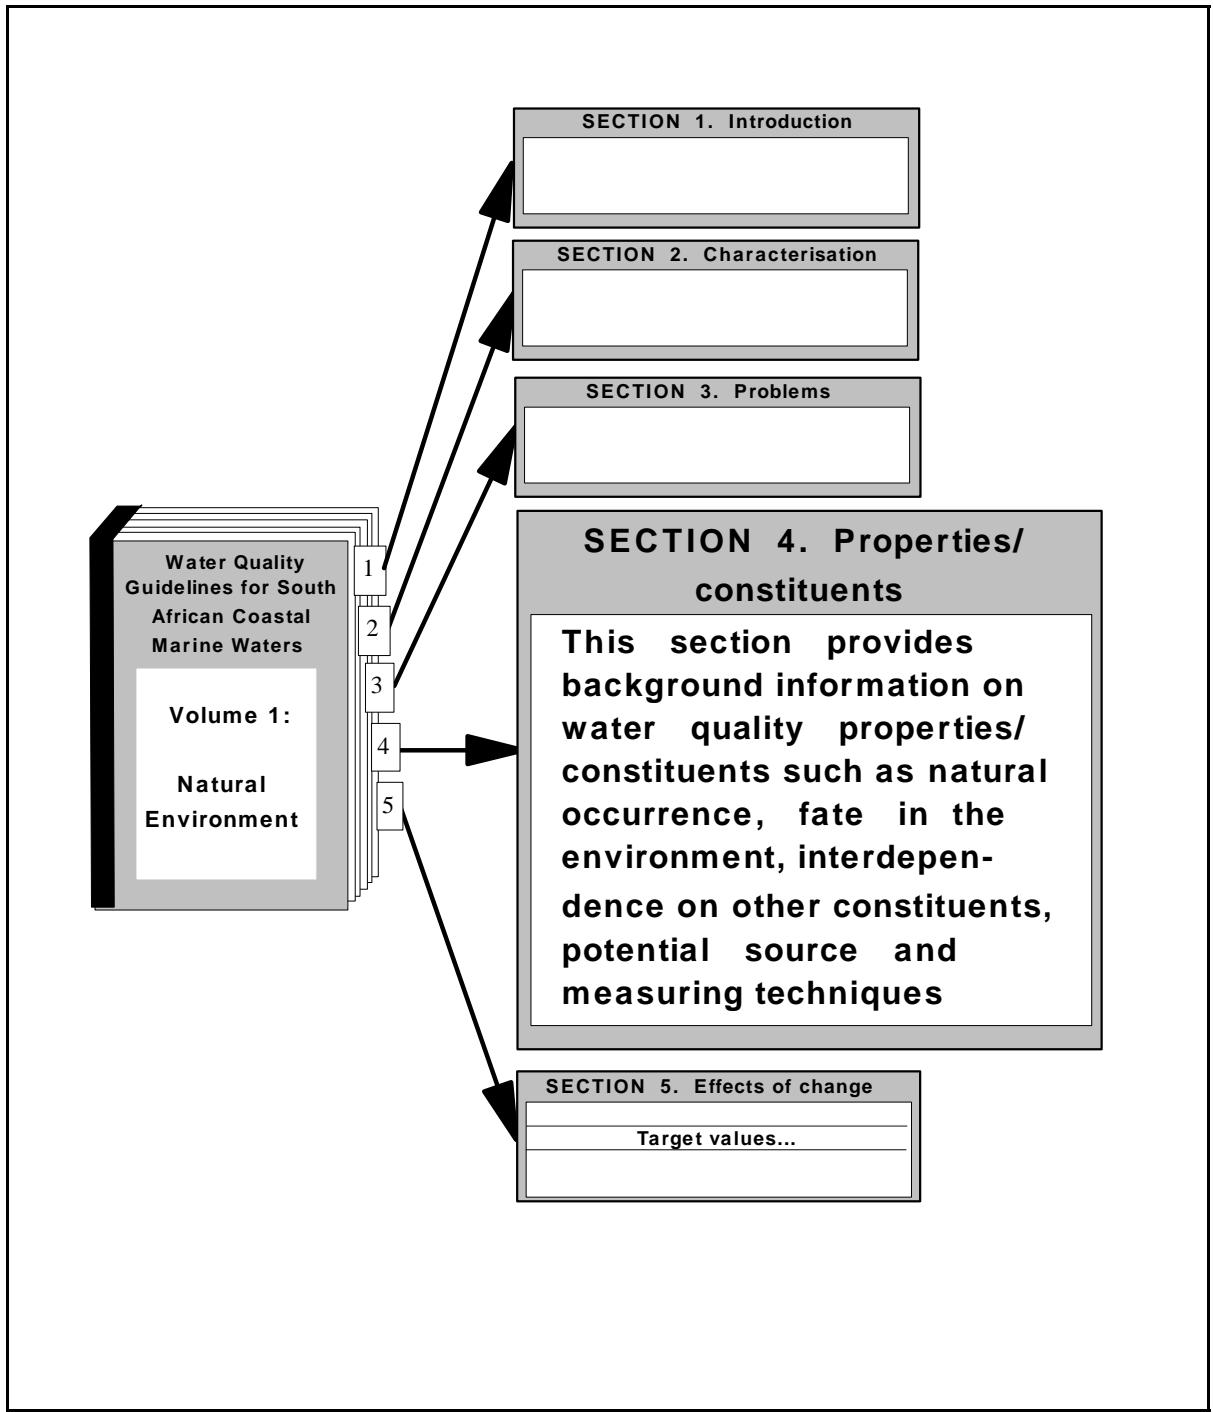 SECTION 1. Introduction
SECTION 2. Characterisation
SECTION 3. Problems
Water Quality
Guidelines for South
African Coastal
Marine Waters
Volume 1:
Natural
Environment
1
2
3
4
5
SECTION 4. Properties/
constituents
This section provides
background information on
water quality properties/
constituents such as natural
occurrence, fate in the
environment, interdepen-
dence on other constituents,
potential source and
measuring techniques
SECTION 5. Effects of change
Target values...